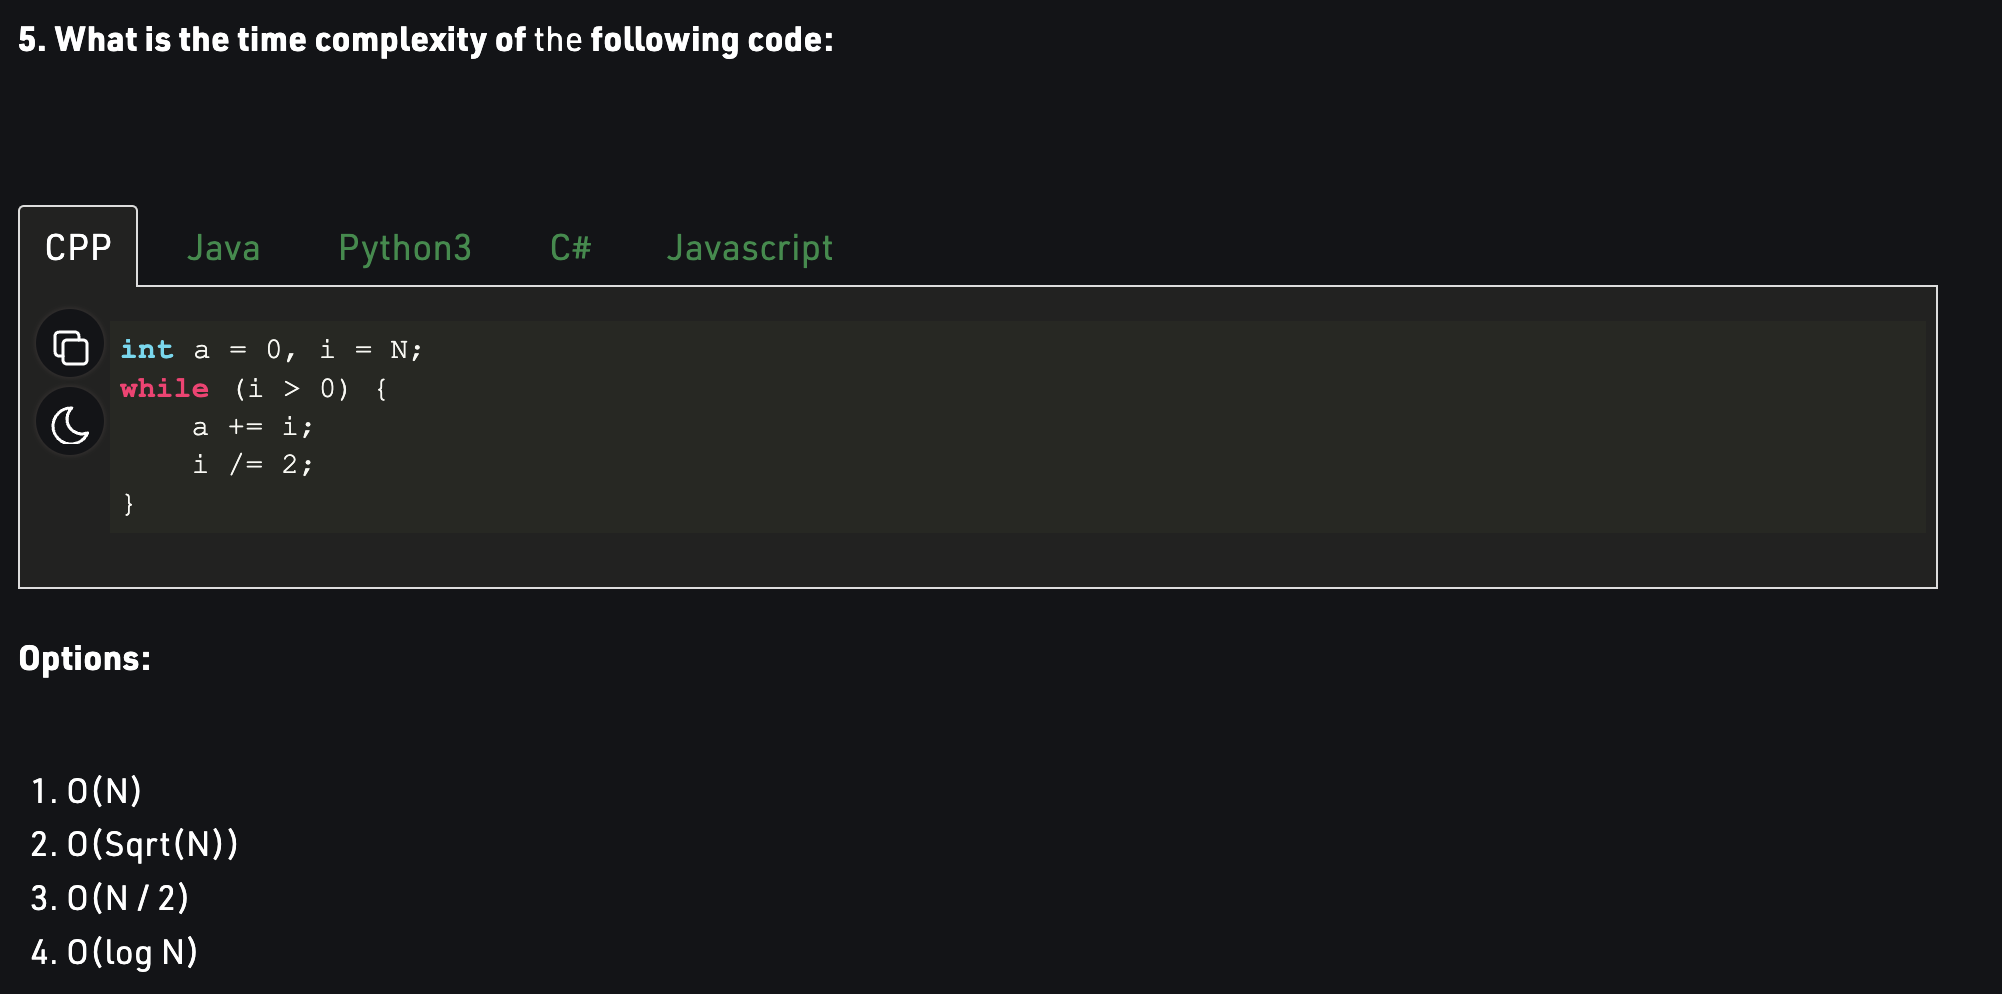 5. What is the time complexity of the following code:
CPP Java Python3 C# Javascript
int a = 0, i = N;
while (i > 0) {
    a += i;
    i /= 2;
}
Options:
1. O(N)
2. O(Sqrt(N))
3. O(N / 2)
4. O(log N)